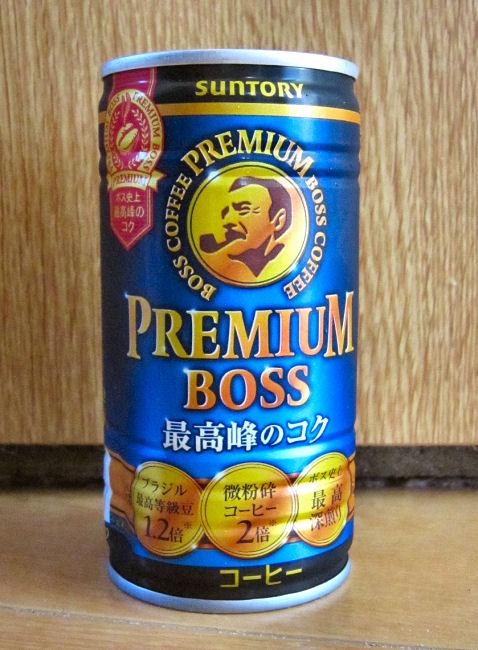 SUNTORY
BOSS COFFEE PREMIUM BOSS COFFEE
PREMIUM BOSS
PREMIUM
ボス史上
最高峰の
コク
PREMIUM
BOSS
最高峰のコク
ブラジル
最高等級豆
1.2倍※
微粉砕
コーヒー
2倍※
ボス史上
最高
深煎り
コーヒー